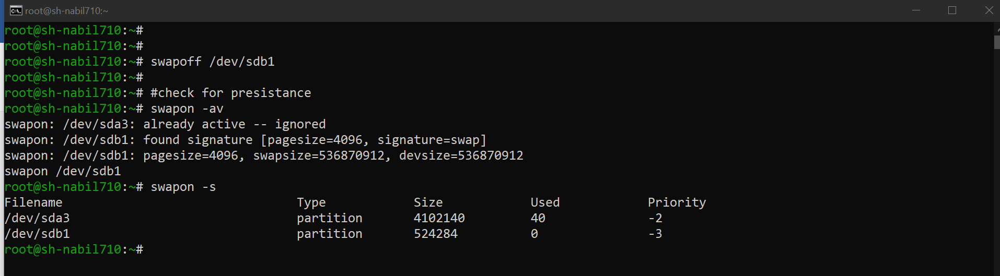 root@sh-nabil710:~
root@sh-nabil710:~#
root@sh-nabil710:~#
root@sh-nabil710:~# swapoff /dev/sdb1
root@sh-nabil710:~#
root@sh-nabil710:~# #check for presistance
root@sh-nabil710:~# swapon -av
swapon: /dev/sda3: already active -- ignored
swapon: /dev/sdb1: found signature [pagesize=4096, signature=swap]
swapon: /dev/sdb1: pagesize=4096, swapsize=536870912, devsize=536870912
swapon /dev/sdb1
root@sh-nabil710:~# swapon -s
Filename Type Size Used Priority
/dev/sda3 partition 4102140 40 -2
/dev/sdb1 partition 524284 0 -3
root@sh-nabil710:~#